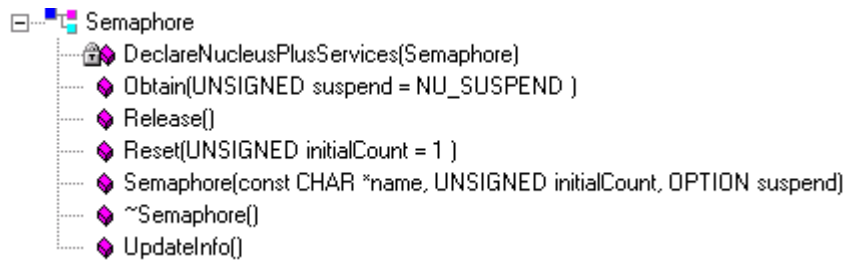 Semaphore
DeclareNucleusPlusServices(Semaphore)
Obtain(UNSIGNED suspend = NU_SUSPEND )
Release()
Reset(UNSIGNED initialCount = 1 )
Semaphore(const CHAR *name, UNSIGNED initialCount, OPTION suspend)
~Semaphore()
UpdateInfo()